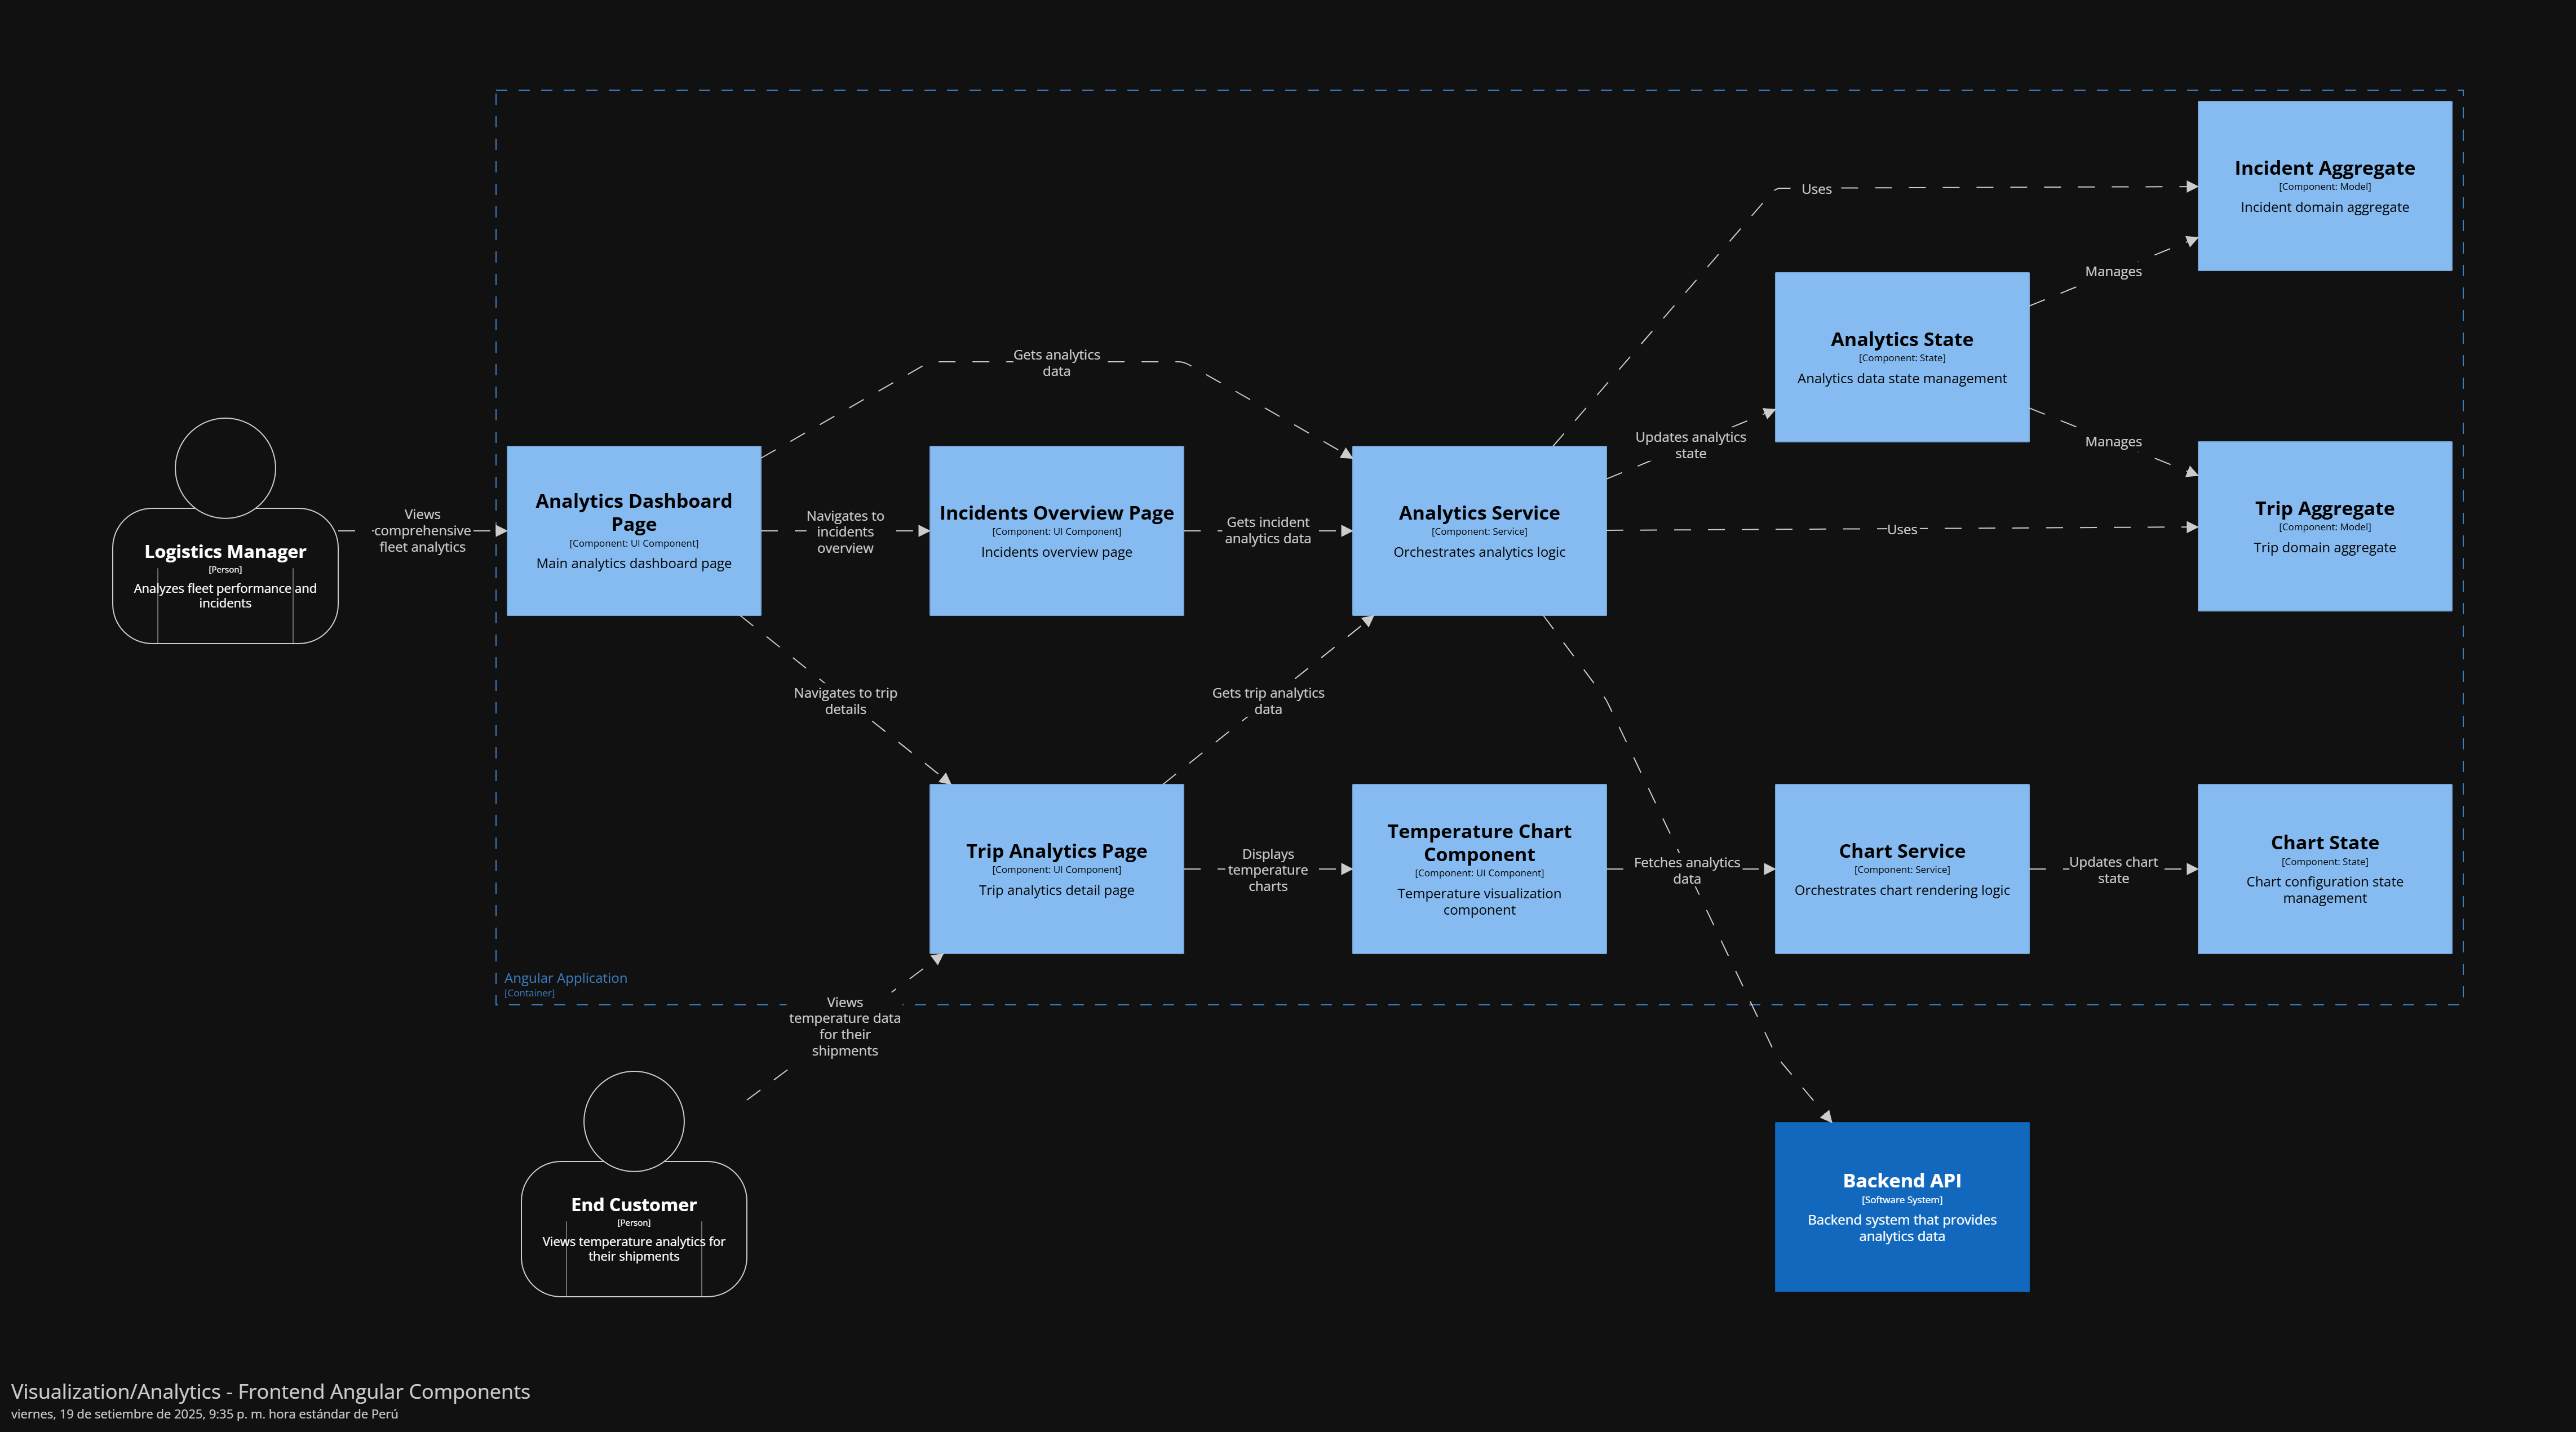 Incident Aggregate
[Component: Model]
Incident domain aggregate
Uses
Manages
Analytics State
[Component: State]
Analytics data state management
Gets analytics
data
Updates analytics
state
Manages
Logistics Manager
[Person]
Analyzes fleet performance and
incidents
Views
comprehensive
fleet analytics
Analytics Dashboard
Page
[Component: UI Component]
Main analytics dashboard page
Navigates to
incidents
overview
Incidents Overview Page
[Component: UI Component]
Incidents overview page
Gets incident
analytics data
Analytics Service
[Component: Service]
Orchestrates analytics logic
Uses
Trip Aggregate
[Component: Model]
Trip domain aggregate
Navigates to trip
details
Gets trip analytics
data
Trip Analytics Page
[Component: UI Component]
Trip analytics detail page
Displays
temperature
charts
Temperature Chart
Component
[Component: UI Component]
Temperature visualization
component
Fetches analytics
data
Chart Service
[Component: Service]
Orchestrates chart rendering logic
Updates chart
state
Chart State
[Component: State]
Chart configuration state
management
Angular Application
[Container]
Views
temperature data
for their
shipments
End Customer
[Person]
Views temperature analytics for
their shipments
Backend API
[Software System]
Backend system that provides
analytics data
Visualization/Analytics - Frontend Angular Components
viernes, 19 de setiembre de 2025, 9:35 p. m. hora estándar de Perú